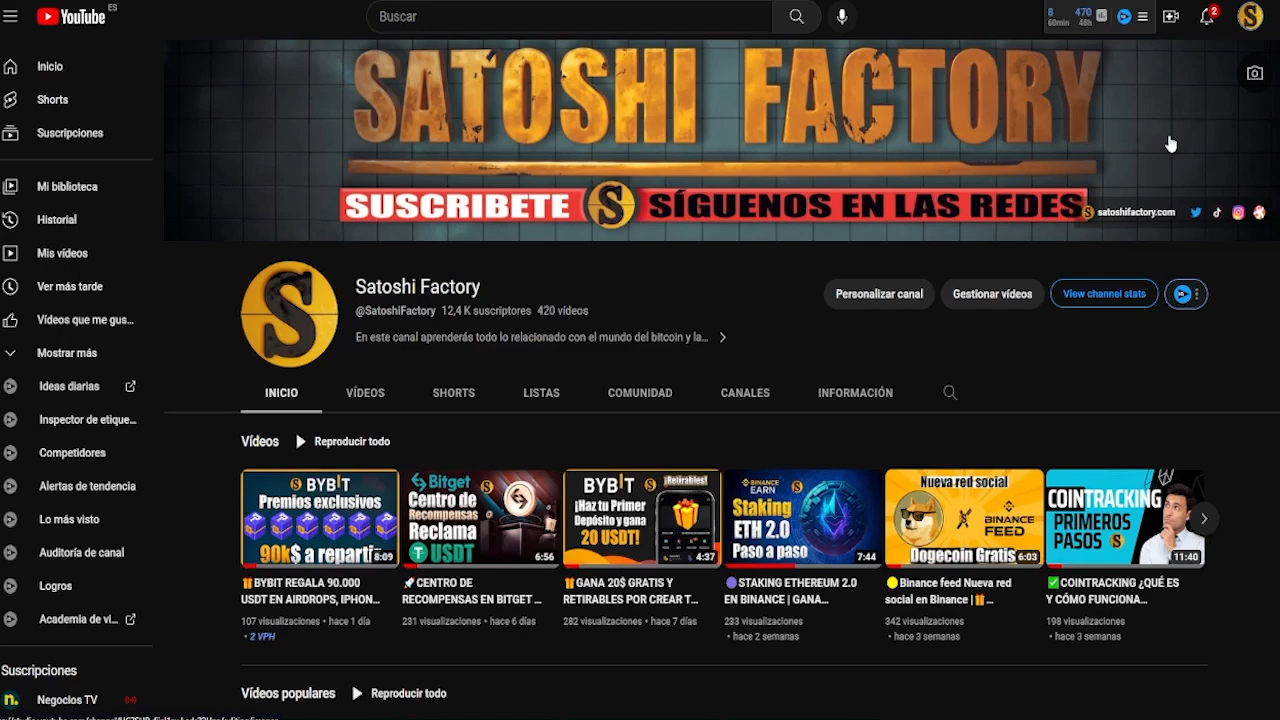 YouTube ES
Buscar
8
60min
470
48h
2
Inicio
Shorts
Suscripciones
Mi biblioteca
Historial
Mis vídeos
Ver más tarde
Vídeos que me gus...
Mostrar más
Ideas diarias
Inspector de etique...
Competidores
Alertas de tendencia
Lo más visto
Auditoría de canal
Logros
Academia de vi...
Suscripciones
Negocios TV
SATOSHI FACTORY
SUSCRIBETE S SÍGUENOS EN LAS REDES
satoshifactory.com
Satoshi Factory
@SatoshiFactory 12,4 K suscriptores 420 vídeos
En este canal aprenderás todo lo relacionado con el mundo del bitcoin y la...
Personalizar canal
Gestionar vídeos
View channel stats
INICIO VÍDEOS SHORTS LISTAS COMUNIDAD CANALES INFORMACIÓN
Vídeos Reproducir todo
BYBIT
Premios exclusivos
90k$ a repartir
8:09
BYBIT REGALA 90.000
USDT EN AIRDROPS, IPHON...
107 visualizaciones • hace 1 día
• 2 VPH
Bitget
Centro de
Recompensas
Reclama
USDT
6:56
CENTRO DE
RECOMPENSAS EN BITGET ...
231 visualizaciones • hace 6 días
BYBIT
¡Retirables!
¡Haz tu Primer
Depósito y gana
20 USDT!
4:37
GANA 20$ GRATIS Y
RETIRABLES POR CREAR T...
282 visualizaciones • hace 7 días
BINANCE
EARN
Staking
ETH 2.0
Paso a paso
7:44
STAKING ETHEREUM 2.0
EN BINANCE | GANA...
233 visualizaciones
• hace 2 semanas
Nueva red social
BINANCE
FEED
Dogecoin Gratis
6:03
Binance feed Nueva red
social en Binance |...
342 visualizaciones
• hace 3 semanas
COINTRACKING
PRIMEROS
PASOS
11:40
COINTRACKING ¿QUÉ ES
Y CÓMO FUNCIONA...
198 visualizaciones
• hace 3 semanas
Vídeos populares Reproducir todo